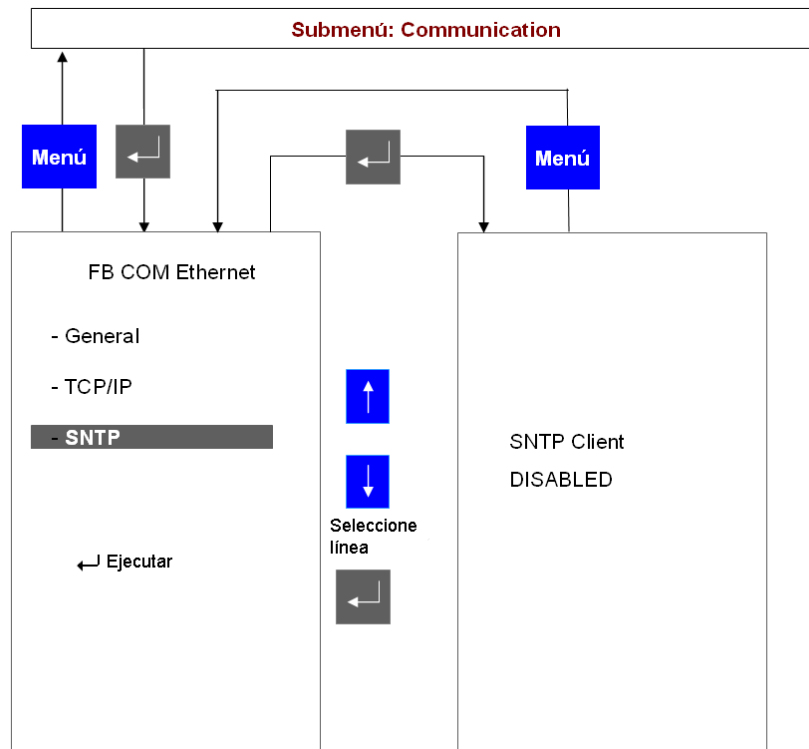 Submenú: Communication
Menú
Menú
FB COM Ethernet
- General
- TCP/IP
- SNTP
SNTP Client
DISABLED
Seleccione
línea
Ejecutar